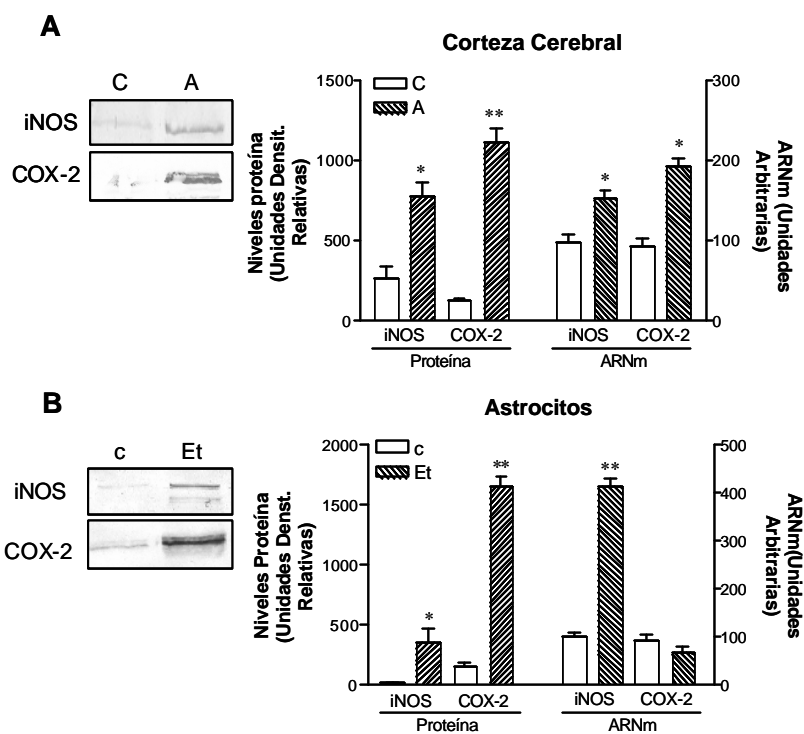 A
Corteza Cerebral
C A
iNOS
COX-2
Niveles proteína
(Unidades Densit.
Relativas)
1500
1000
500
0
C
A
*
**
*
*
300
200
100
0
ARNm (Unidades
Arbitrarias)
iNOS COX-2 iNOS COX-2
Proteína ARNm
B
Astrocitos
c Et
iNOS
COX-2
Niveles Proteína
(Unidades Denst.
Relativas)
2000
1500
1000
500
0
c
Et
*
**
**
500
400
300
200
100
0
ARNm(Unidades
Arbitrarias)
iNOS COX-2 iNOS COX-2
Proteína ARNm